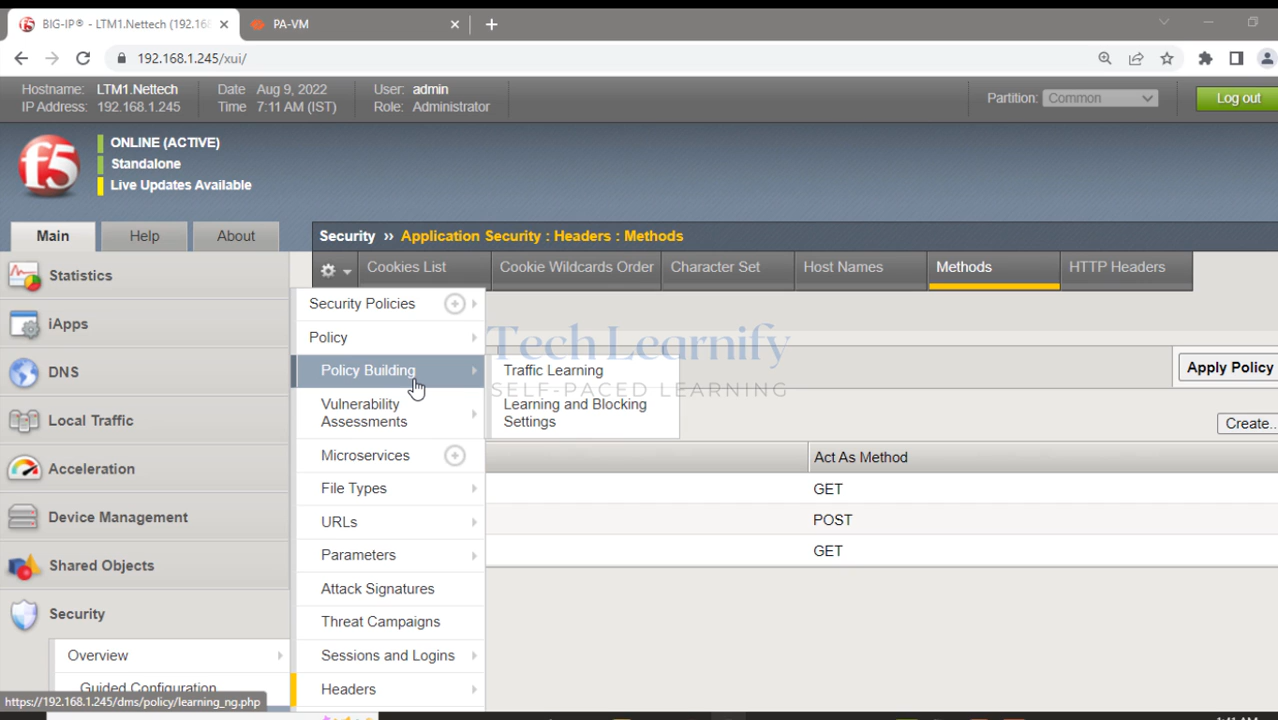 BIG-IP® - LTM1.Nettech (192.168
PA-VM
192.168.1.245/xui/
Hostname: LTM1.Nettech Date Aug 9, 2022 User: admin
IP Address: 192.168.1.245 Time 7:11 AM (IST) Role: Administrator
Partition: Common Log out
f5
ONLINE (ACTIVE)
Standalone
Live Updates Available
Main Help About
Security ›› Application Security : Headers : Methods
Cookies List Cookie Wildcards Order Character Set Host Names Methods HTTP Headers
Statistics
iApps
DNS
Local Traffic
Acceleration
Device Management
Shared Objects
Security
Overview
Guided Configuration
Security Policies
Policy
Policy Building
Vulnerability
Assessments
Microservices
File Types
URLs
Parameters
Attack Signatures
Threat Campaigns
Sessions and Logins
Headers
Traffic Learning
Learning and Blocking
Settings
Tech Learnify
SELF-PACED LEARNING
Apply Policy
Create..
Act As Method
GET
POST
GET
https://192.168.1.245/dms/policy/learning_ng.php